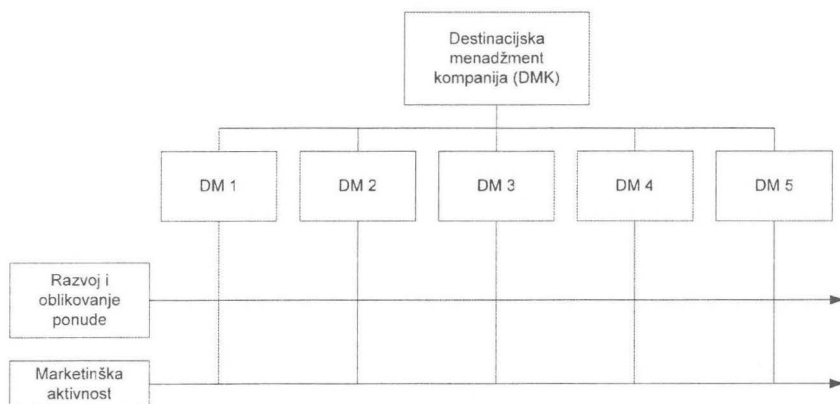 Destinacijska
menadžment
kompanija (DMK)
DM 1
DM 2
DM 3
DM 4
DM 5
Razvoj i
oblikovanje
ponude
Marketinška
aktivnost